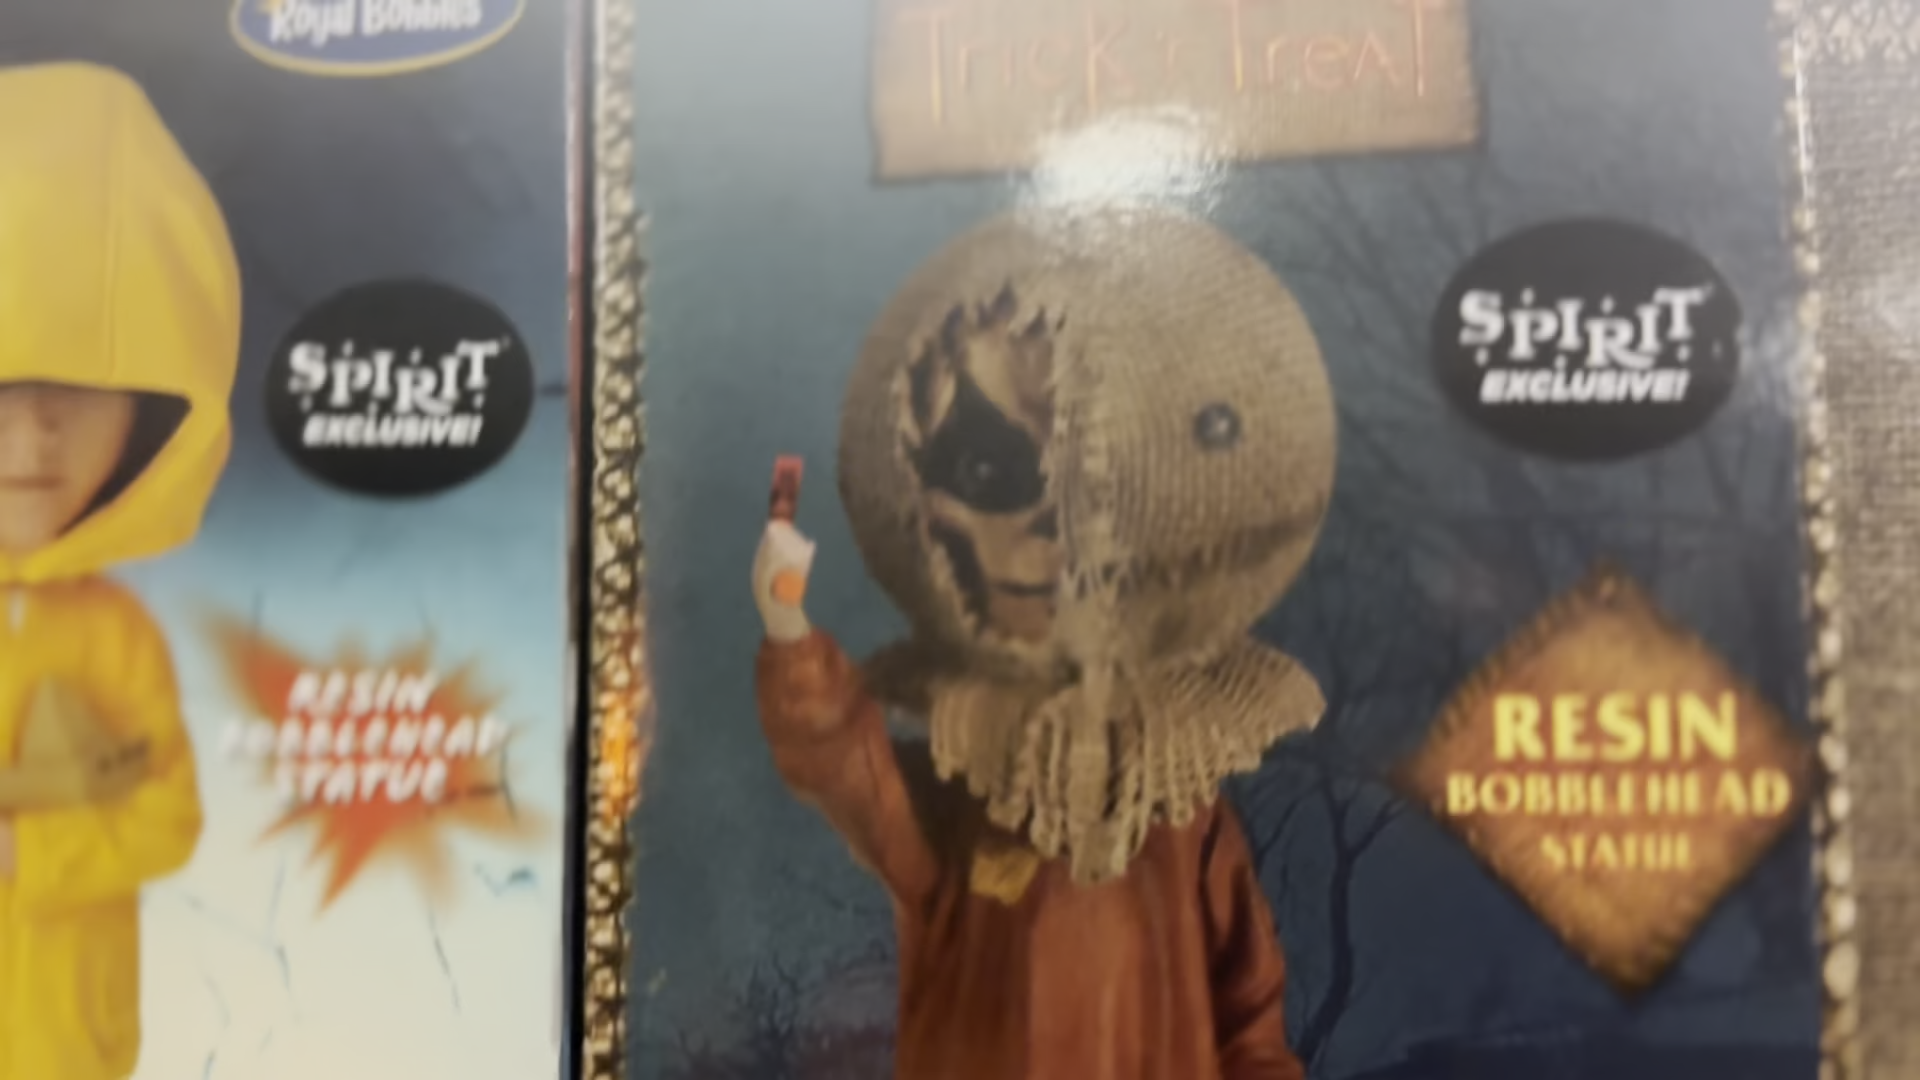 Royal Bobbles
SPIRIT
EXCLUSIVE!
RESIN
BOBBLEHEAD
STATUE
Trick 'r Treat
SPIRIT
EXCLUSIVE!
RESIN
BOBBLEHEAD
STATUE